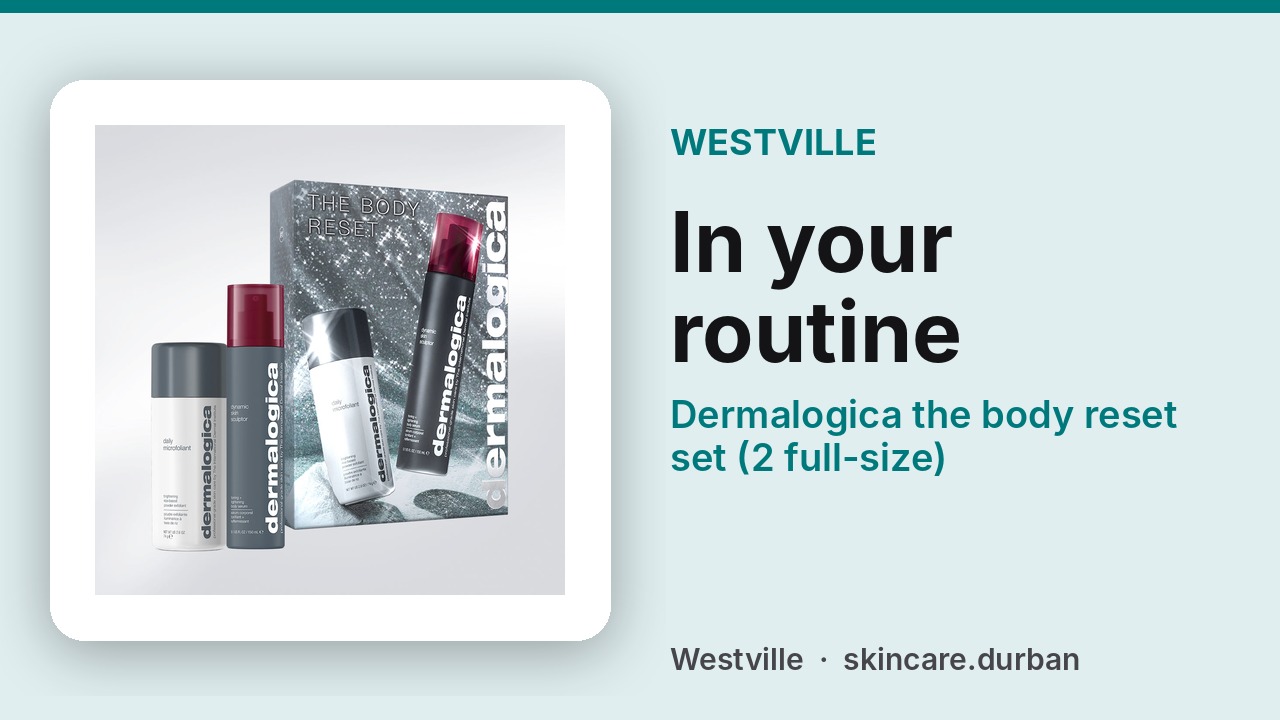 WESTVILLE
In your
routine
Dermalogica the body reset
set (2 full-size)
Westville · skincare.durban
THE BODY
RESET
dermalogica
daily
microfoliant
dermalogica
dynamic
skin
sculptor
dermalogica
daily
microfoliant
dermalogica
dynamic
skin
sculptor
dermalogica